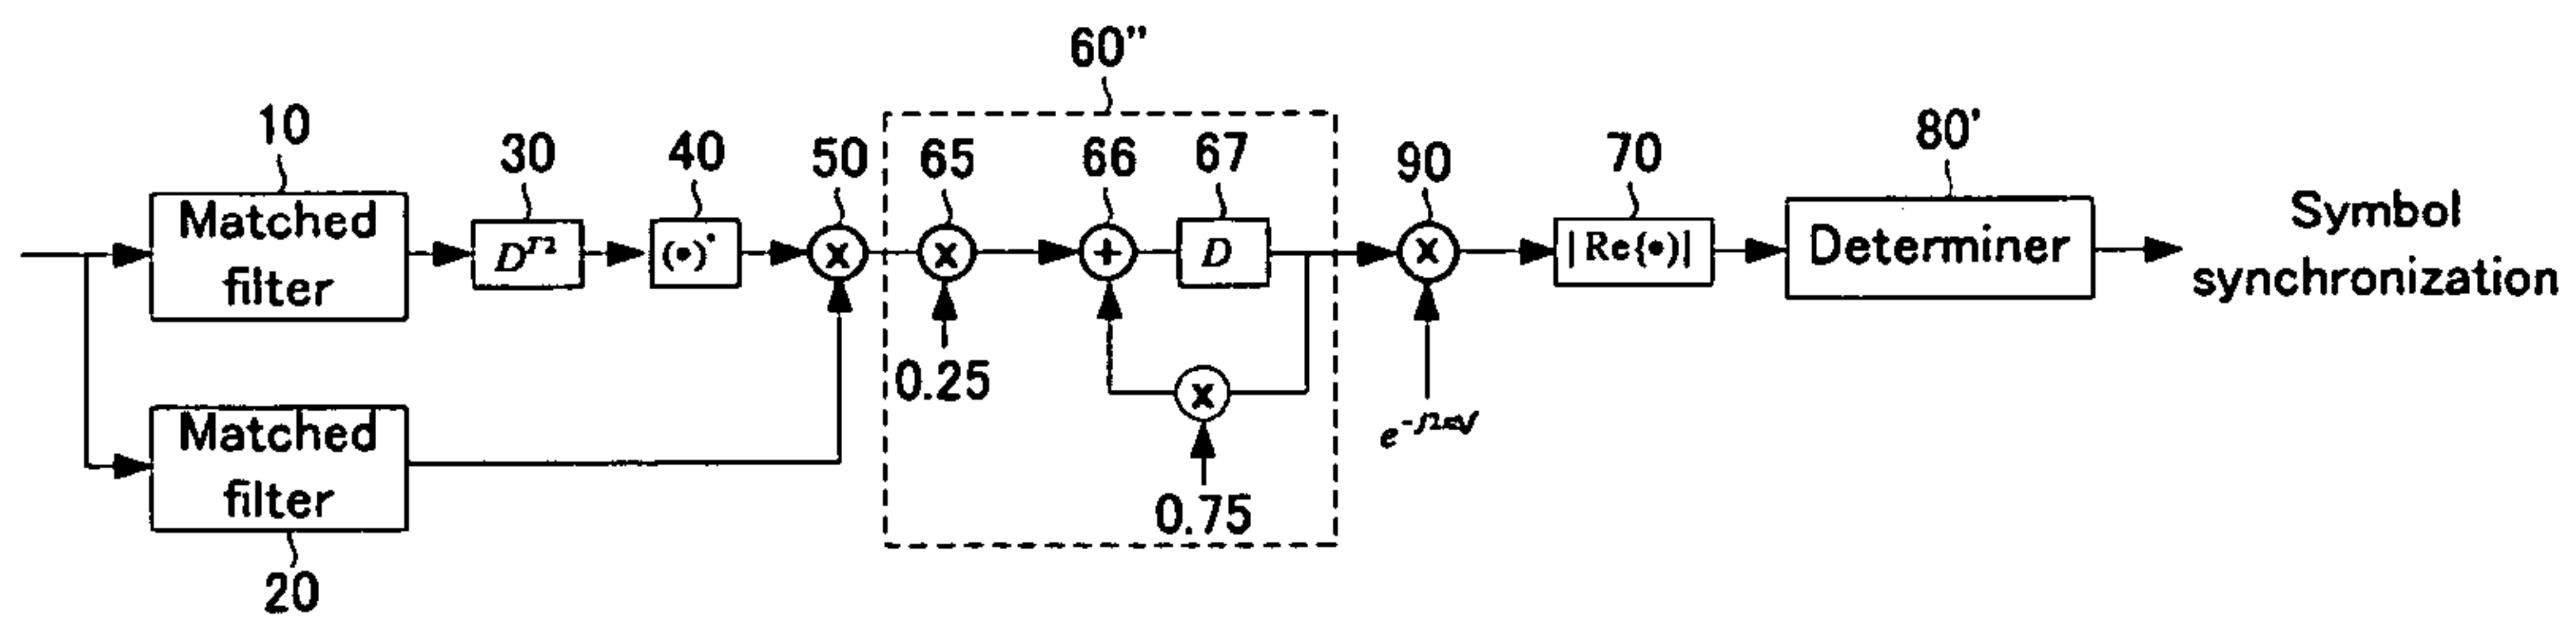 60”
10
30
40
50
65
66
67
90
70
80’
Matched
filter
D^T2
(•)*
x
x
+
D
x
|Re{•)|
Determiner
Symbol
synchronization
0.25
x
0.75
Matched
filter
20